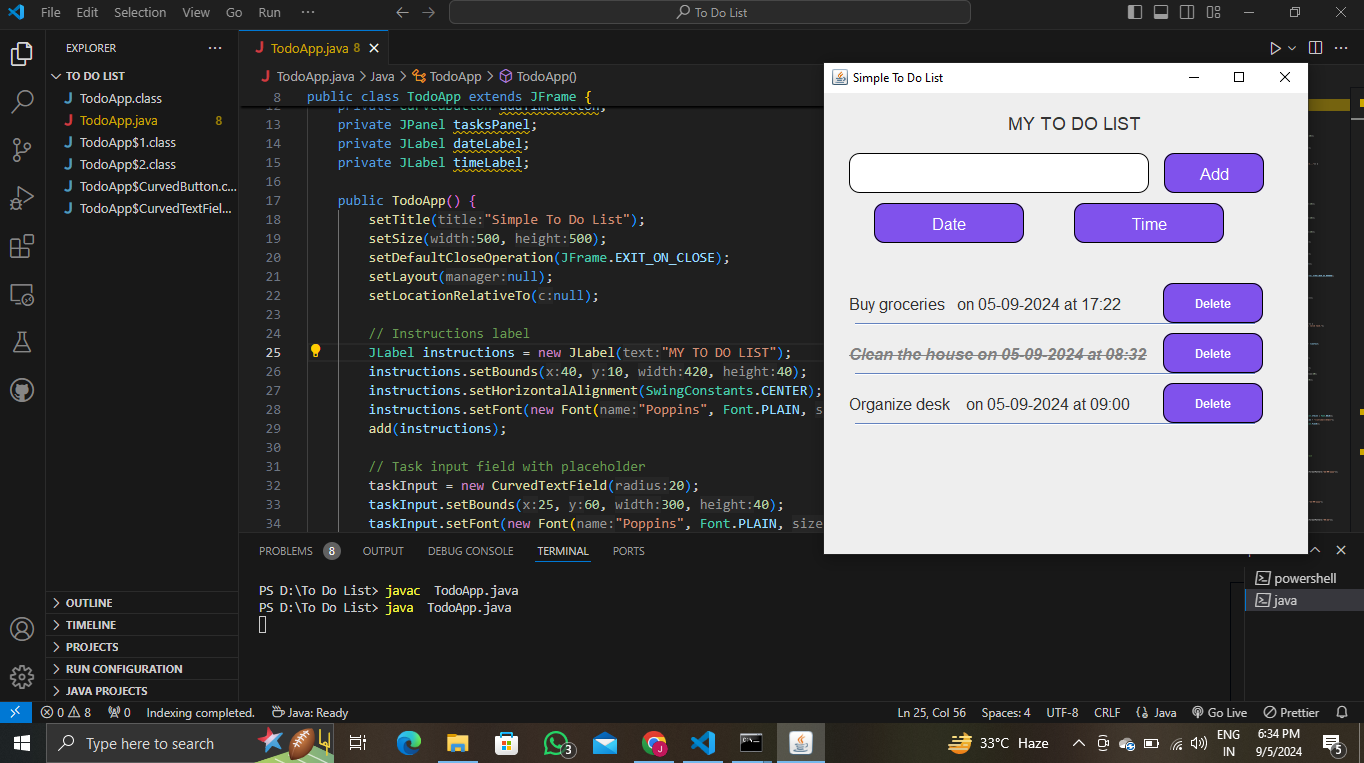 File Edit Selection View Go Run ··· To Do List
EXPLORER ···
TO DO LIST
TodoApp.class
TodoApp.java 8
TodoApp$1.class
TodoApp$2.class
TodoApp$CurvedButton.c...
TodoApp$CurvedTextFiel...
OUTLINE
TIMELINE
PROJECTS
RUN CONFIGURATION
JAVA PROJECTS
TodoApp.java 8
TodoApp.java > Java > TodoApp > TodoApp()
8 public class TodoApp extends JFrame {
12 private CurvedButton addTimeButton;
13 private JPanel tasksPanel;
14 private JLabel dateLabel;
15 private JLabel timeLabel;
16
17 public TodoApp() {
18 setTitle(title:"Simple To Do List");
19 setSize(width:500, height:500);
20 setDefaultCloseOperation(JFrame.EXIT_ON_CLOSE);
21 setLayout(manager:null);
22 setLocationRelativeTo(c:null);
23
24 // Instructions label
25 JLabel instructions = new JLabel(text:"MY TO DO LIST");
26 instructions.setBounds(x:40, y:10, width:420, height:40);
27 instructions.setHorizontalAlignment(SwingConstants.CENTER);
28 instructions.setFont(new Font(name:"Poppins", Font.PLAIN, s
29 add(instructions);
30
31 // Task input field with placeholder
32 taskInput = new CurvedTextField(radius:20);
33 taskInput.setBounds(x:25, y:60, width:300, height:40);
34 taskInput.setFont(new Font(name:"Poppins", Font.PLAIN, size
Simple To Do List
MY TO DO LIST
Add
Date Time
Buy groceries on 05-09-2024 at 17:22 Delete
Clean the house on 05-09-2024 at 08:32 Delete
Organize desk on 05-09-2024 at 09:00 Delete
PROBLEMS 8 OUTPUT DEBUG CONSOLE TERMINAL PORTS
PS D:\To Do List> javac TodoApp.java
PS D:\To Do List> java TodoApp.java
powershell
java
0 8 0 Indexing completed. Java: Ready Ln 25, Col 56 Spaces: 4 UTF-8 CRLF Java Go Live Prettier
Type here to search 3 33°C Haze ENG IN 6:34 PM 9/5/2024 5